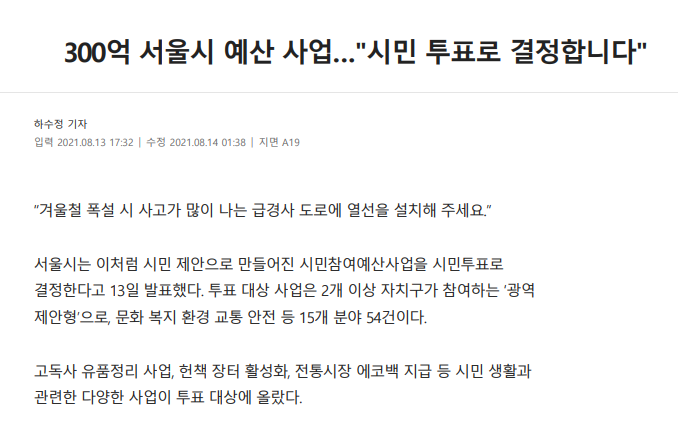 300억 서울시 예산 사업…"시민 투표로 결정합니다"
하수정 기자
입력 2021.08.13 17:32 | 수정 2021.08.14 01:38 | 지면 A19
“겨울철 폭설 시 사고가 많이 나는 급경사 도로에 열선을 설치해 주세요.”
서울시는 이처럼 시민 제안으로 만들어진 시민참여예산사업을 시민투표로
결정한다고 13일 발표했다. 투표 대상 사업은 2개 이상 자치구가 참여하는 ‘광역
제안형’으로, 문화 복지 환경 교통 안전 등 15개 분야 54건이다.
고독사 유품정리 사업, 헌책 장터 활성화, 전통시장 에코백 지급 등 시민 생활과
관련한 다양한 사업이 투표 대상에 올랐다.